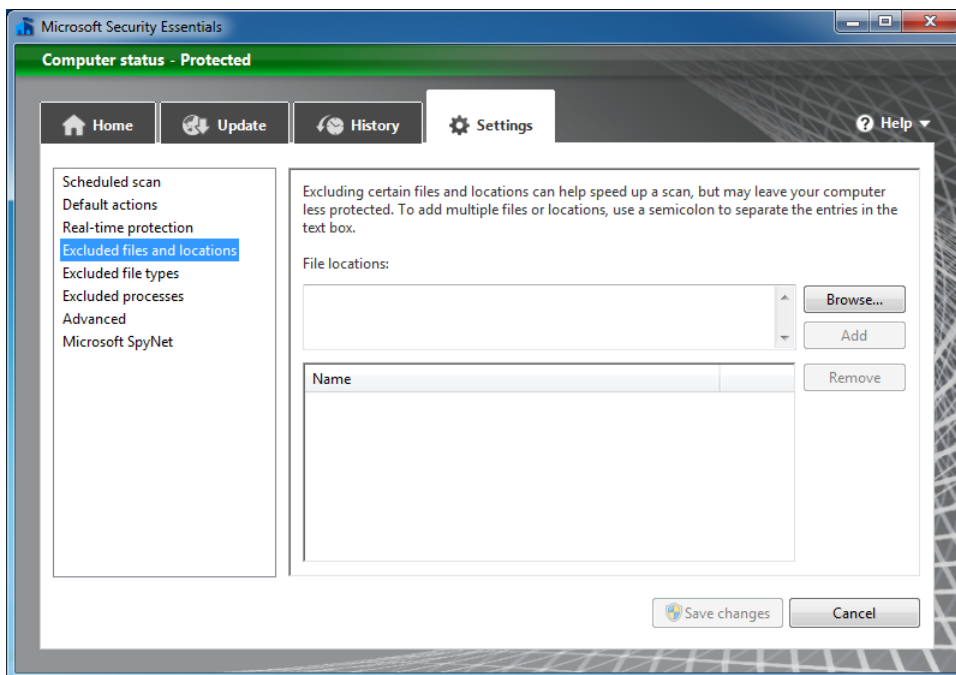 Microsoft Security Essentials
Computer status - Protected
Home
Update
History
Settings
Help
Scheduled scan
Default actions
Real-time protection
Excluded files and locations
Excluded file types
Excluded processes
Advanced
Microsoft SpyNet
Excluding certain files and locations can help speed up a scan, but may leave your computer
less protected. To add multiple files or locations, use a semicolon to separate the entries in the
text box.
File locations:
Browse...
Add
Name
Remove
Save changes
Cancel